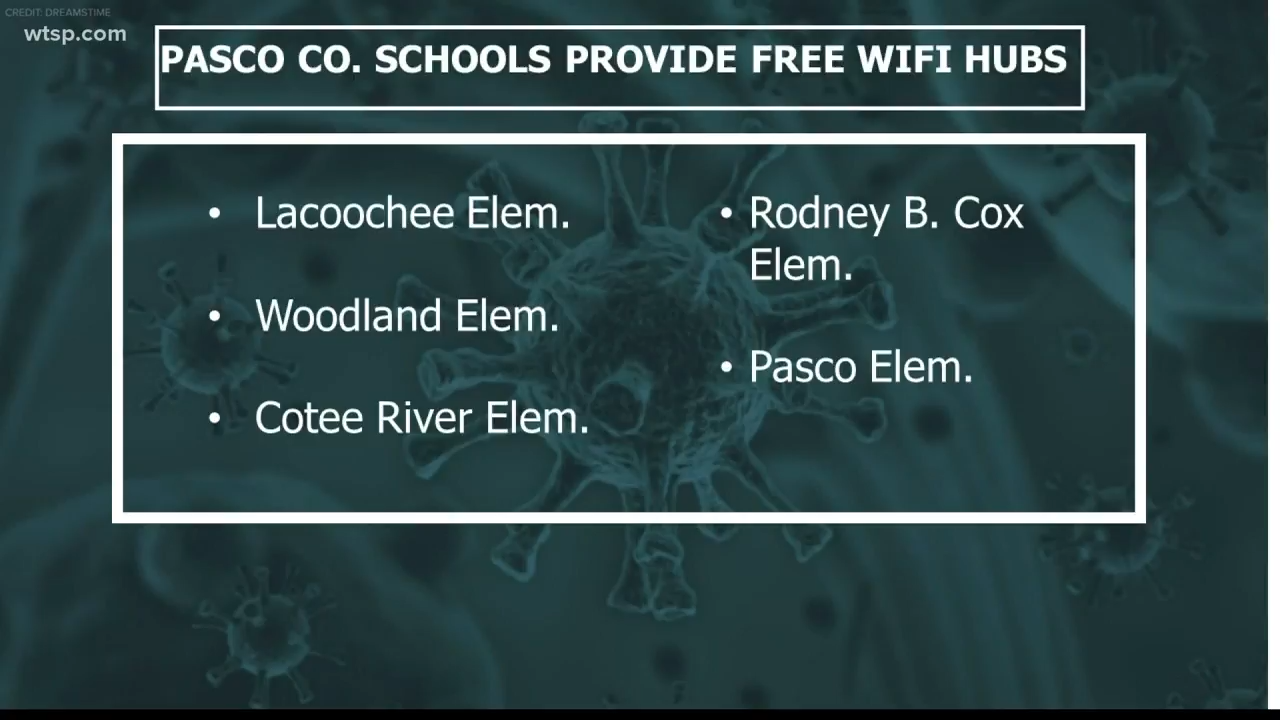 CREDIT: DREAMSTIME
wtsp.com
PASCO CO. SCHOOLS PROVIDE FREE WIFI HUBS
• Lacoochee Elem.
• Woodland Elem.
• Cotee River Elem.
• Rodney B. Cox
Elem.
• Pasco Elem.